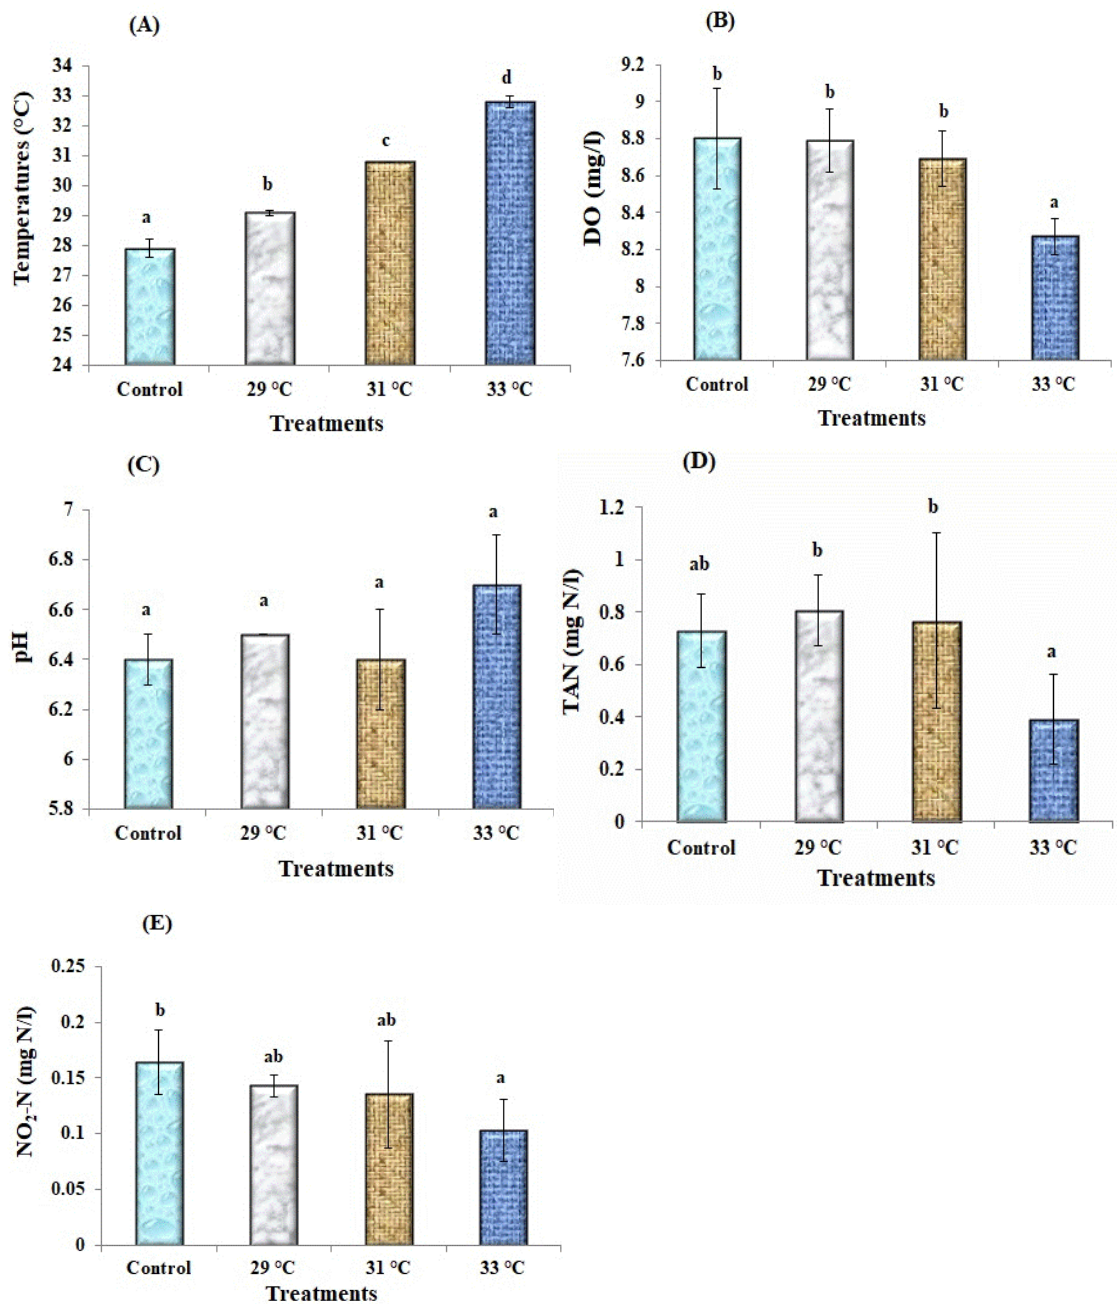 (A)
34
33
32
31
30
29
28
27
26
25
24
Temperatures (°C)
a
b
c
d
Control 29 °C 31 °C 33 °C
Treatments
(B)
9.2
9
8.8
8.6
8.4
8.2
8
7.8
7.6
DO (mg/l)
b
b
b
a
Control 29 °C 31 °C 33 °C
Treatments
(C)
7
6.8
6.6
6.4
6.2
6
5.8
pH
a
a
a
a
Control 29 °C 31 °C 33 °C
Treatments
(D)
1.2
1
0.8
0.6
0.4
0.2
0
TAN (mg N/l)
ab
b
b
a
Control 29 °C 31 °C 33 °C
Treatments
(E)
0.25
0.2
0.15
0.1
0.05
0
NO₂-N (mg N/l)
b
ab
ab
a
Control 29 °C 31 °C 33 °C
Treatments